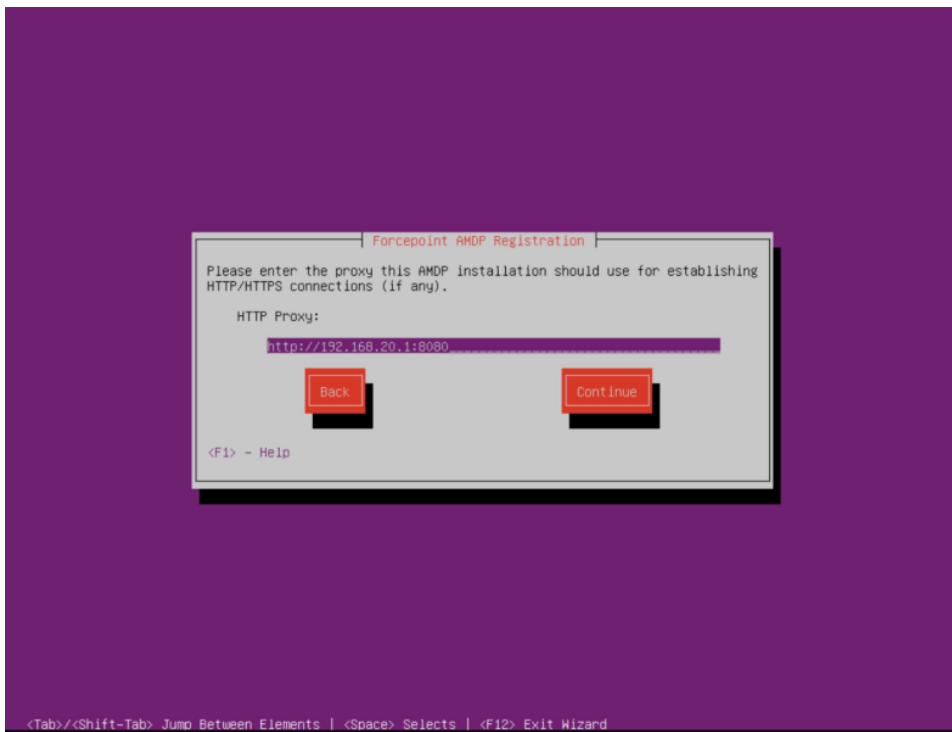 Forcepoint AMDP Registration
Please enter the proxy this AMDP installation should use for establishing
HTTP/HTTPS connections (if any).
HTTP Proxy:
http://192.168.20.1:8080
Back Continue
<F1> - Help
<Tab>/<Shift-Tab> Jump Between Elements | <Space> Selects | <F12> Exit Wizard